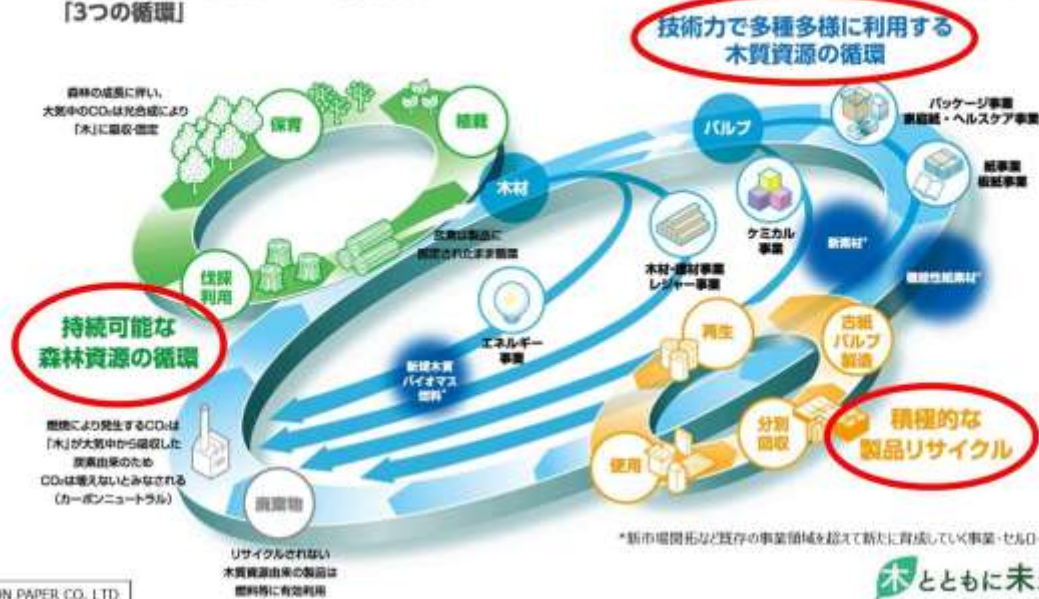 「3つの循環」
技術力で多種多様に利用する
木質資源の循環
森林の成長に伴い、
大気中のCO₂は光合成により
「木」に吸収・固定
保育
植栽
パルプ
パッケージ事業
家庭紙・ヘルスケア事業
紙事業
板紙事業
木材
炭素は製品に
固定されたまま循環
ケミカル
事業
新素材*
機能性紙素材*
木材・建材事業
レジャー事業
伐採
利用
持続可能な
森林資源の循環
エネルギー
事業
新規木質
バイオマス
燃料*
再生
古紙
パルプ
製造
燃焼により発生するCO₂は
「木」が大気中から吸収した
炭素由来のため
CO₂は増えないとみなされる
（カーボンニュートラル）
分別
回収
積極的な
製品リサイクル
使用
廃棄物
リサイクルされない
木質資源由来の製品は
燃料等に有効利用
*新市場開拓など既存の事業領域を超えて新たに育成していく事業・セルロ
木とともに未
ON PAPER CO., LTD